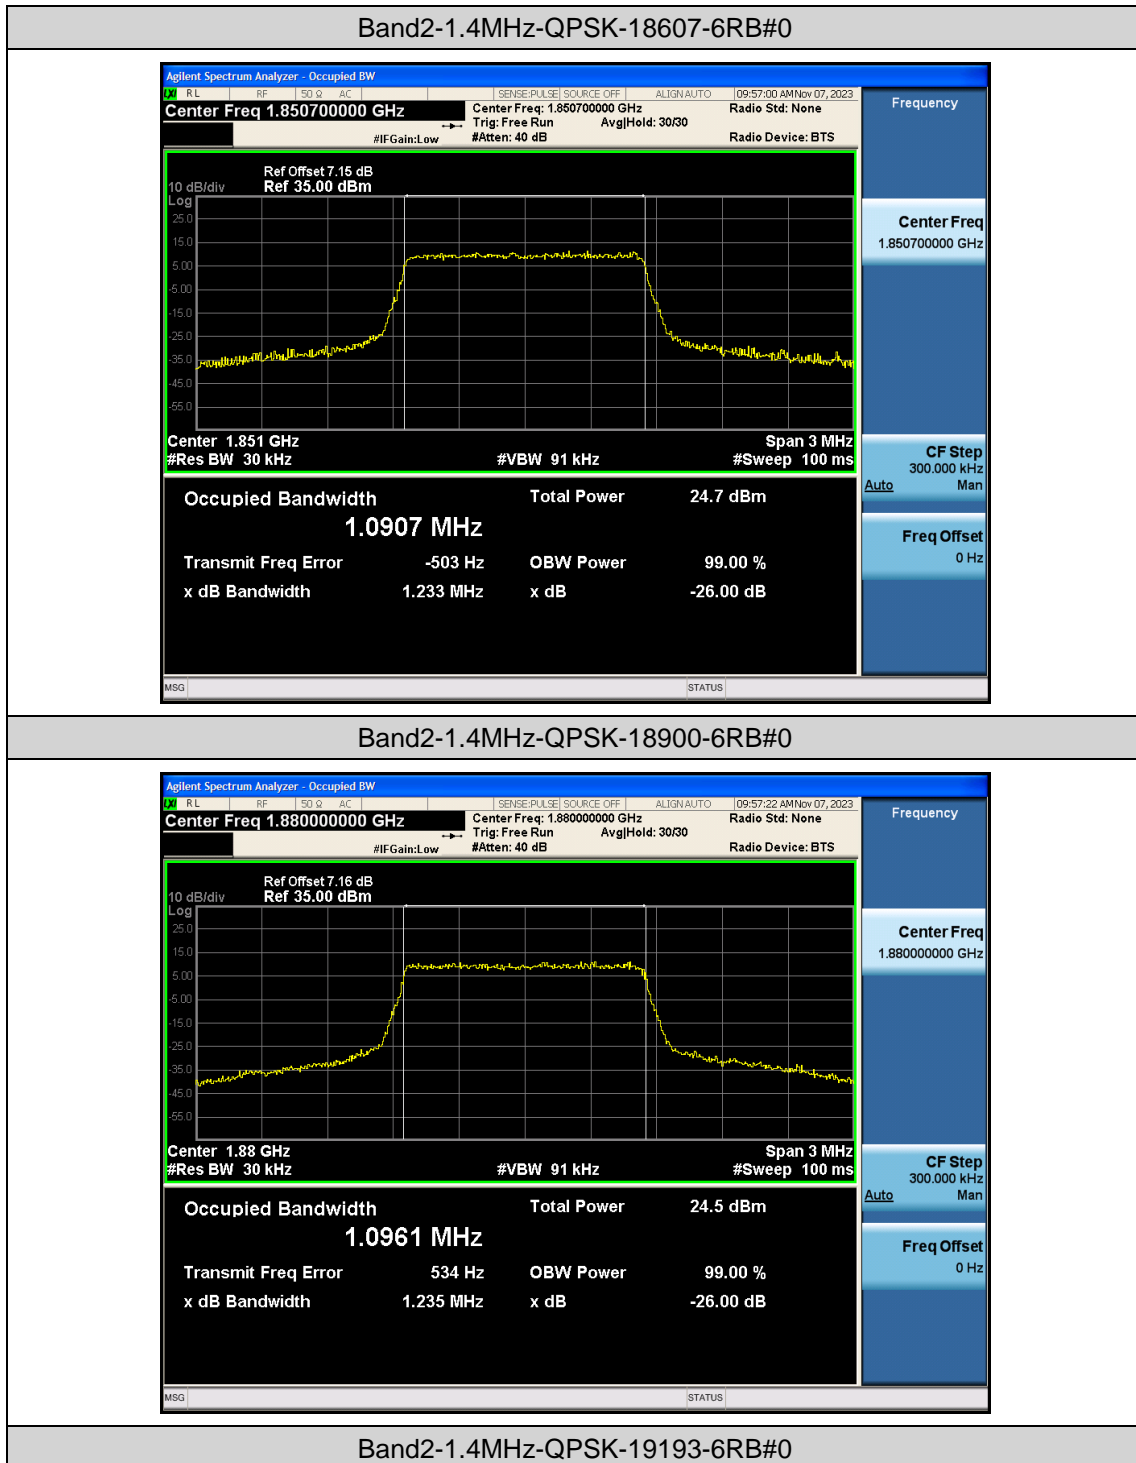 Band2-1.4MHz-QPSK-18607-6RB#0
Agilent Spectrum Analyzer - Occupied BW
LXI RL RF 50 Ω AC SENSE:PULSE SOURCE OFF ALIGN AUTO 09:57:00 AM Nov 07, 2023
Center Freq 1.850700000 GHz Center Freq: 1.850700000 GHz Radio Std: None Frequency
Trig: Free Run Avg|Hold: 30/30
#IFGain:Low #Atten: 40 dB Radio Device: BTS
Ref Offset 7.15 dB
10 dB/div Ref 35.00 dBm
Log
25.0
15.0
5.00
-5.00
-15.0
-25.0
-35.0
-45.0
-55.0
Center Freq
1.850700000 GHz
Center 1.851 GHz Span 3 MHz
#Res BW 30 kHz #VBW 91 kHz #Sweep 100 ms
CF Step
300.000 kHz
Auto Man
Occupied Bandwidth Total Power 24.7 dBm
1.0907 MHz
Transmit Freq Error -503 Hz OBW Power 99.00 %
x dB Bandwidth 1.233 MHz x dB -26.00 dB
Freq Offset
0 Hz
MSG STATUS
Band2-1.4MHz-QPSK-18900-6RB#0
Agilent Spectrum Analyzer - Occupied BW
LXI RL RF 50 Ω AC SENSE:PULSE SOURCE OFF ALIGN AUTO 09:57:22 AM Nov 07, 2023
Center Freq 1.880000000 GHz Center Freq: 1.880000000 GHz Radio Std: None Frequency
Trig: Free Run Avg|Hold: 30/30
#IFGain:Low #Atten: 40 dB Radio Device: BTS
Ref Offset 7.16 dB
10 dB/div Ref 35.00 dBm
Log
25.0
15.0
5.00
-5.00
-15.0
-25.0
-35.0
-45.0
-55.0
Center Freq
1.880000000 GHz
Center 1.88 GHz Span 3 MHz
#Res BW 30 kHz #VBW 91 kHz #Sweep 100 ms
CF Step
300.000 kHz
Auto Man
Occupied Bandwidth Total Power 24.5 dBm
1.0961 MHz
Transmit Freq Error 534 Hz OBW Power 99.00 %
x dB Bandwidth 1.235 MHz x dB -26.00 dB
Freq Offset
0 Hz
MSG STATUS
Band2-1.4MHz-QPSK-19193-6RB#0